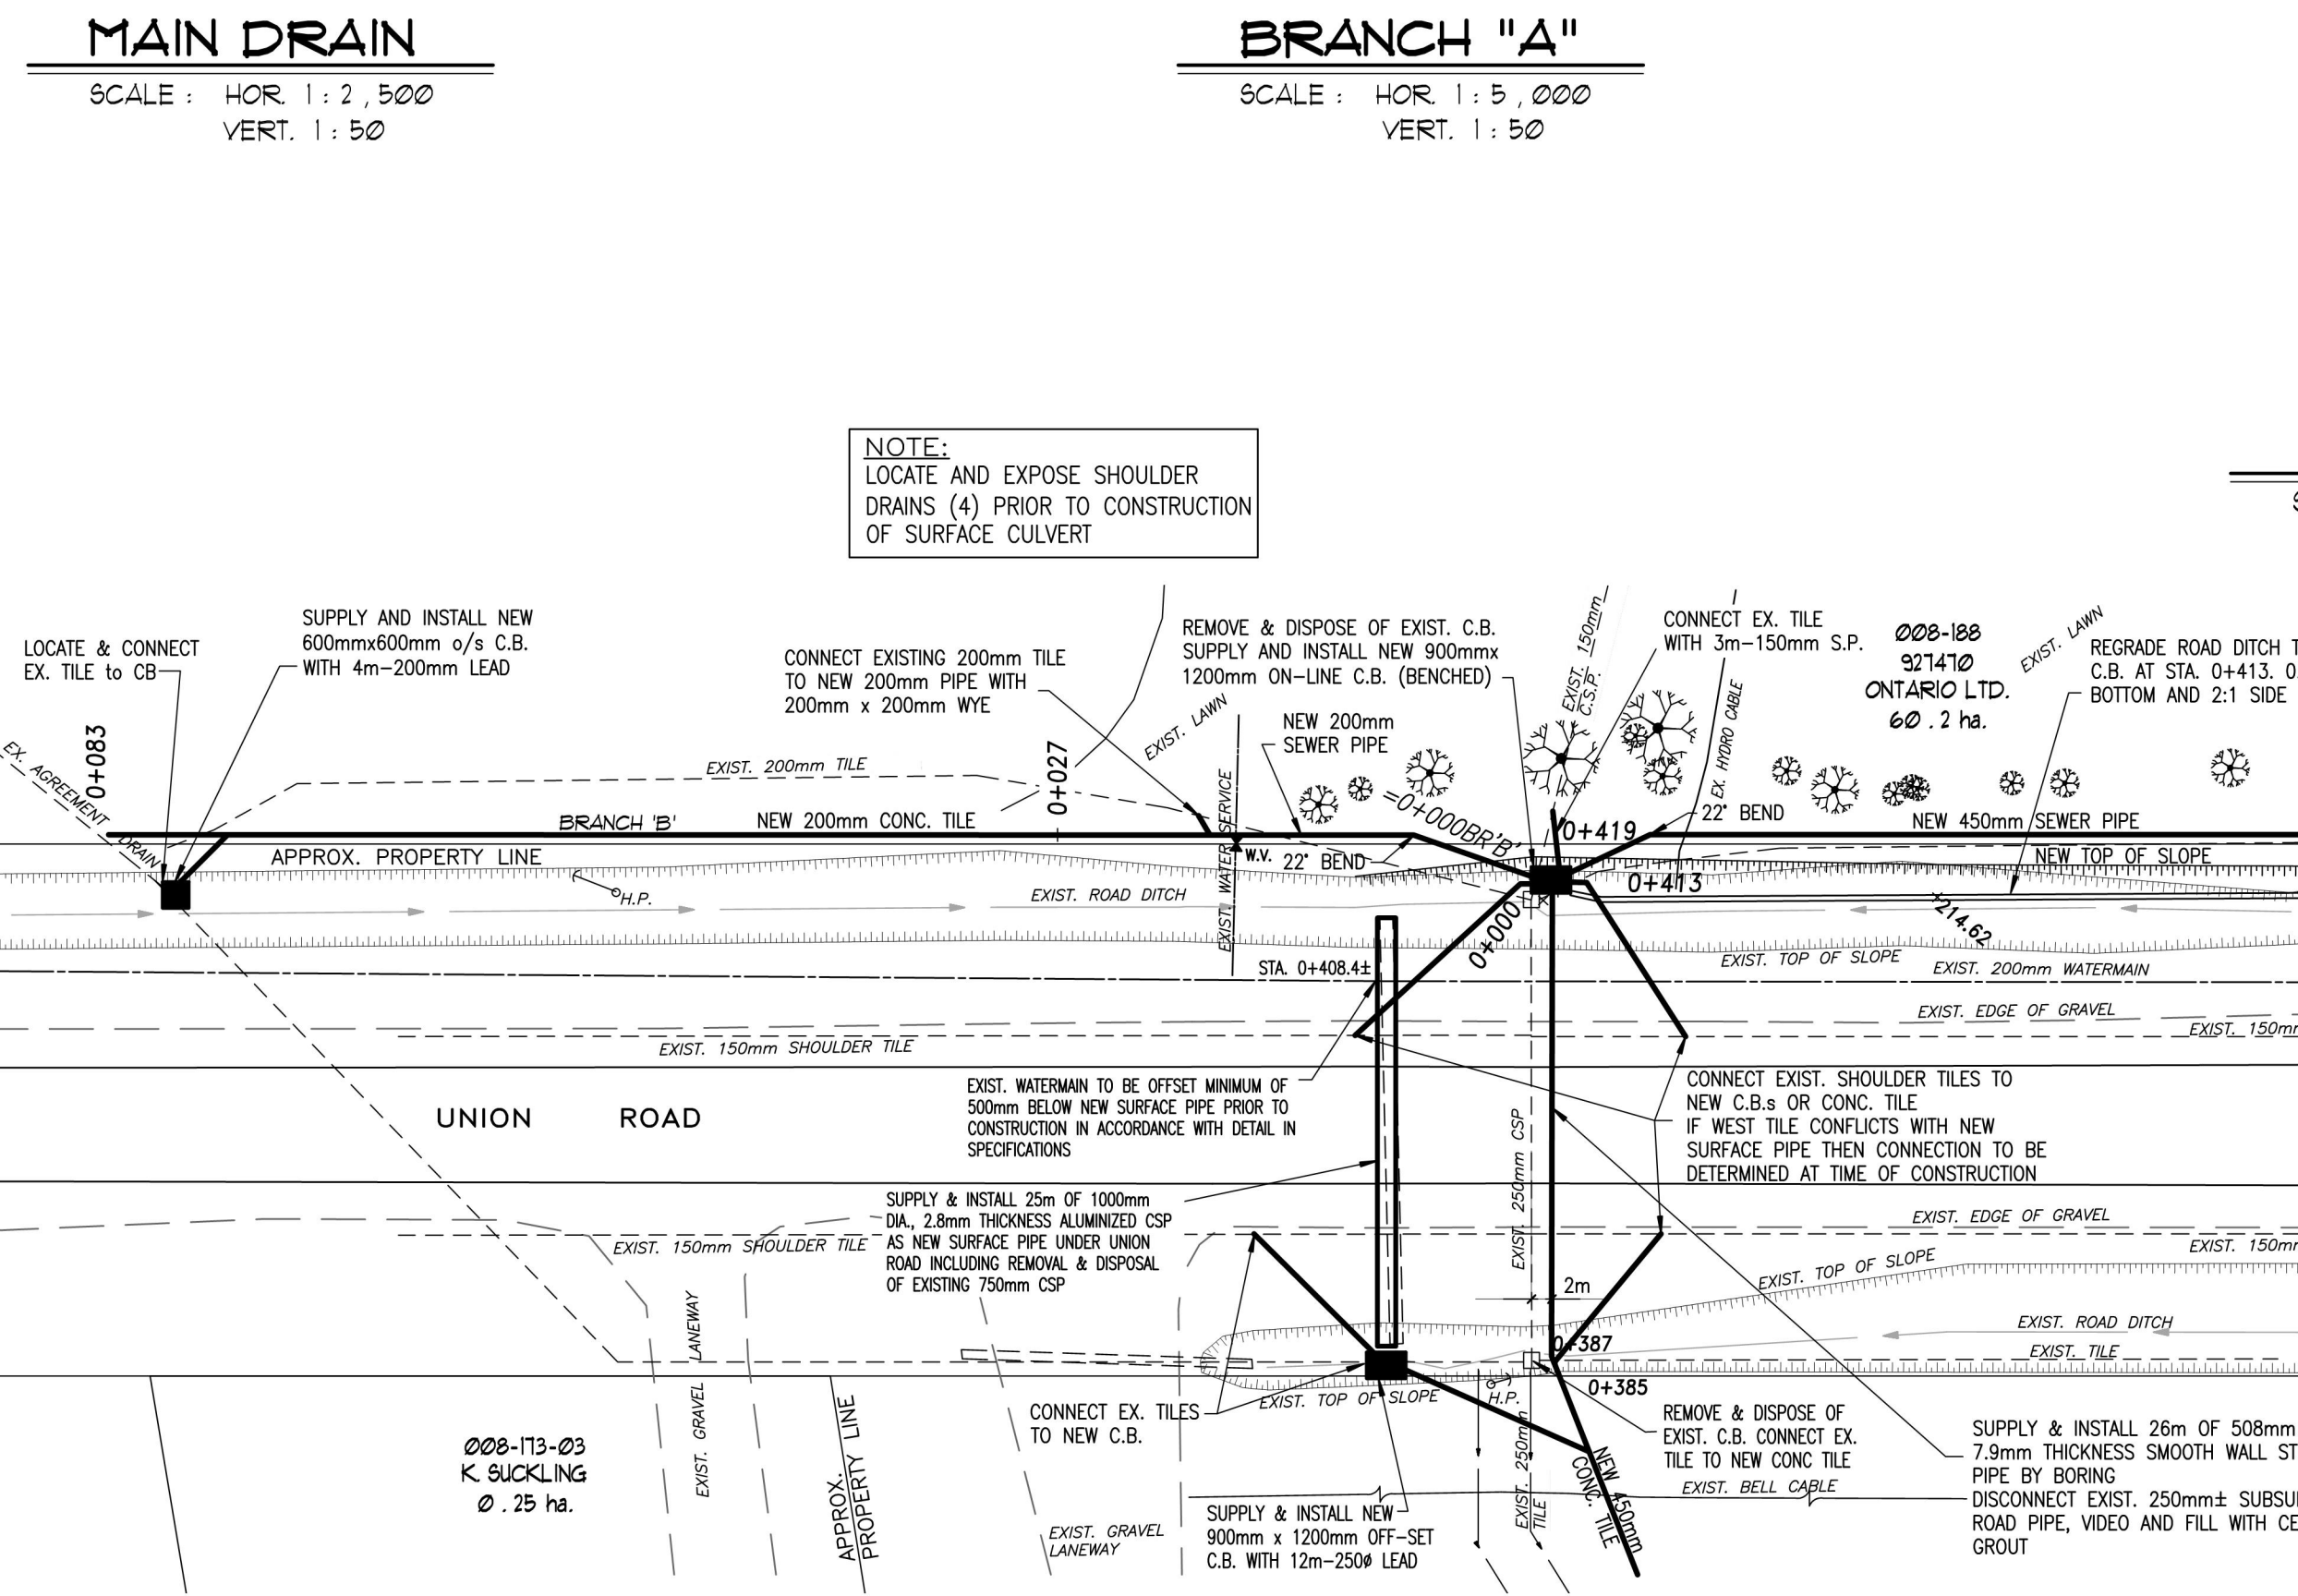 MAIN DRAIN
SCALE : HOR. 1 : 2 , 500
VERT. 1 : 50
BRANCH "A"
SCALE : HOR. 1 : 5 , 000
VERT. 1 : 50
NOTE:
LOCATE AND EXPOSE SHOULDER
DRAINS (4) PRIOR TO CONSTRUCTION
OF SURFACE CULVERT
LOCATE & CONNECT
EX. TILE to CB
SUPPLY AND INSTALL NEW
600mmx600mm o/s C.B.
WITH 4m-200mm LEAD
CONNECT EXISTING 200mm TILE
TO NEW 200mm PIPE WITH
200mm x 200mm WYE
REMOVE & DISPOSE OF EXIST. C.B.
SUPPLY AND INSTALL NEW 900mmx
1200mm ON-LINE C.B. (BENCHED)
EXIST. LAWN
NEW 200mm
SEWER PIPE
EXIST. 150mm
C.S.P.
CONNECT EX. TILE
WITH 3m-150mm S.P.
EX. HYDRO CABLE
008-188
927470
ONTARIO LTD.
60 . 2 ha.
EXIST. LAWN
REGRADE ROAD DITCH
C.B. AT STA. 0+413.
BOTTOM AND 2:1 SIDE
EX. AGREEMENT
DRAIN
0+083
EXIST. 200mm TILE
0+027
BRANCH 'B'
NEW 200mm CONC. TILE
APPROX. PROPERTY LINE
EXIST. WATER SERVICE
W.V.
22° BEND
=0+000BR'B'
0+419
22° BEND
NEW 450mm SEWER PIPE
NEW TOP OF SLOPE
0+413
H.P.
EXIST. ROAD DITCH
0+000
214.62
STA. 0+408.4±
EXIST. TOP OF SLOPE
EXIST. 200mm WATERMAIN
EXIST. EDGE OF GRAVEL
EXIST. 150mm SHOULDER TILE
EXIST. 150mm
UNION ROAD
EXIST. WATERMAIN TO BE OFFSET MINIMUM OF
500mm BELOW NEW SURFACE PIPE PRIOR TO
CONSTRUCTION IN ACCORDANCE WITH DETAIL IN
SPECIFICATIONS
CONNECT EXIST. SHOULDER TILES TO
NEW C.B.s OR CONC. TILE
IF WEST TILE CONFLICTS WITH NEW
SURFACE PIPE THEN CONNECTION TO BE
DETERMINED AT TIME OF CONSTRUCTION
EXIST. 250mm CSP
SUPPLY & INSTALL 25m OF 1000mm
DIA., 2.8mm THICKNESS ALUMINIZED CSP
AS NEW SURFACE PIPE UNDER UNION
ROAD INCLUDING REMOVAL & DISPOSAL
OF EXISTING 750mm CSP
EXIST. 150mm SHOULDER TILE
EXIST. EDGE OF GRAVEL
EXIST. 150mm
EXIST. TOP OF SLOPE
2m
EXIST. ROAD DITCH
0+387
EXIST. TILE
0+385
EXIST. GRAVEL LANEWAY
APPROX.
PROPERTY LINE
CONNECT EX. TILES
TO NEW C.B.
EXIST. TOP OF SLOPE
H.P.
REMOVE & DISPOSE OF
EXIST. C.B. CONNECT EX.
TILE TO NEW CONC TILE
EXIST. BELL CABLE
SUPPLY & INSTALL 26m OF 508mm
7.9mm THICKNESS SMOOTH WALL
PIPE BY BORING
DISCONNECT EXIST. 250mm±
ROAD PIPE, VIDEO AND FILL WITH
GROUT
008-173-03
K. SUCKLING
0 . 25 ha.
EXIST. GRAVEL
LANEWAY
SUPPLY & INSTALL NEW
900mm x 1200mm OFF-SET
C.B. WITH 12m-250ø LEAD
EXIST. 250mm
TILE
NEW 450mm
CONC. TILE